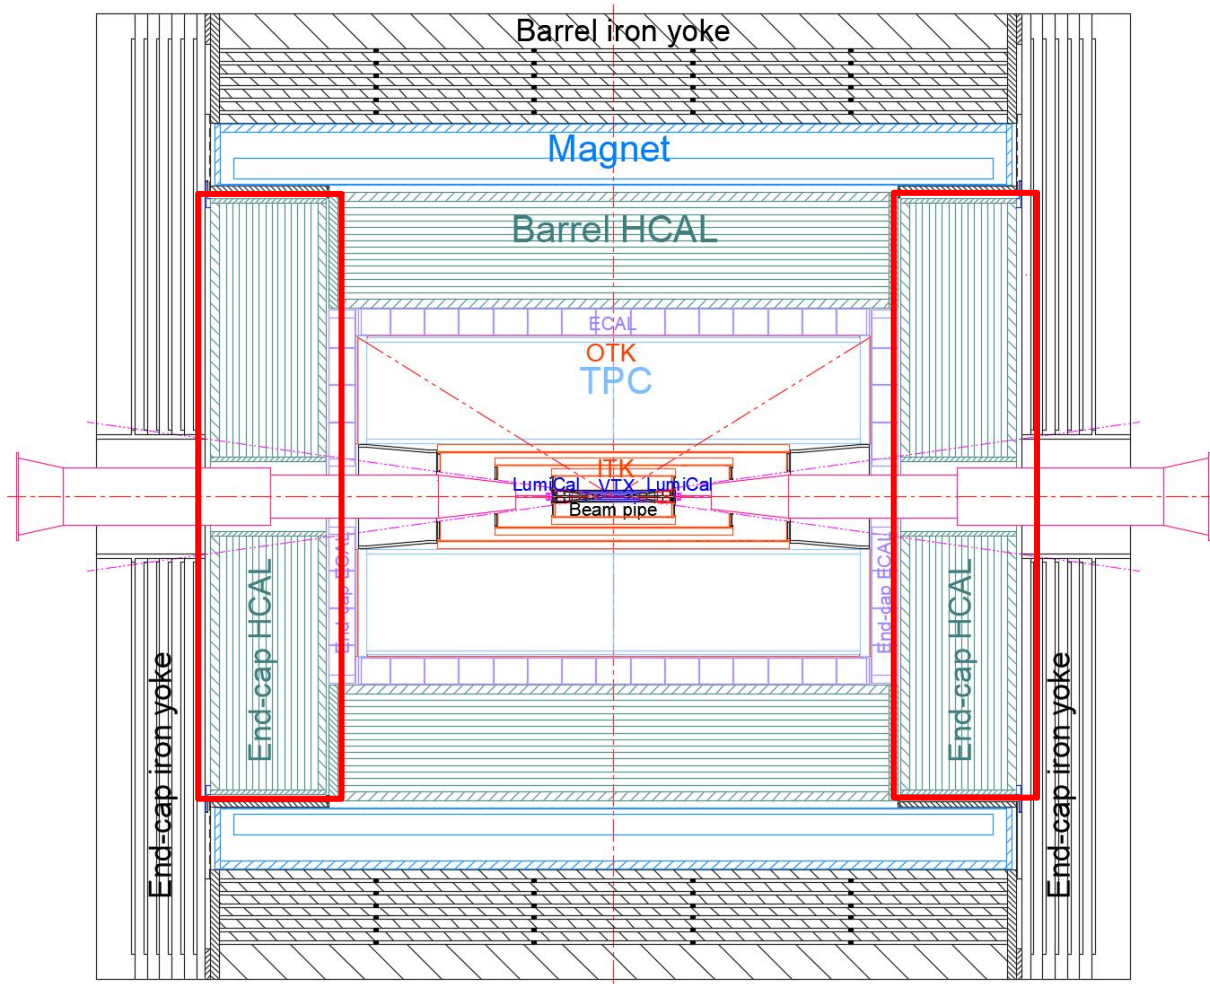 Barrel iron yoke
Magnet
Barrel HCAL
ECAL
OTK
TPC
ITK
LumiCal VTX LumiCal
Beam pipe
End-cap ECAL
End-cap ECAL
End-cap HCAL
End-cap HCAL
End-cap iron yoke
End-cap iron yoke